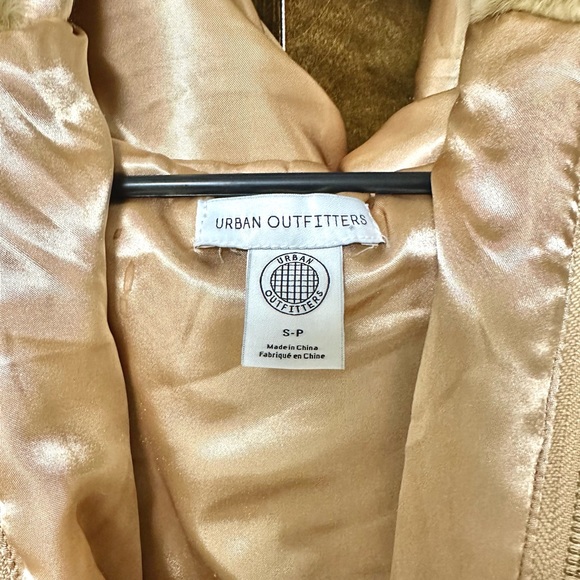 URBAN OUTFITTERS
URBAN
OUTFITTERS
S-P
Made in China
Fabriqué en Chine